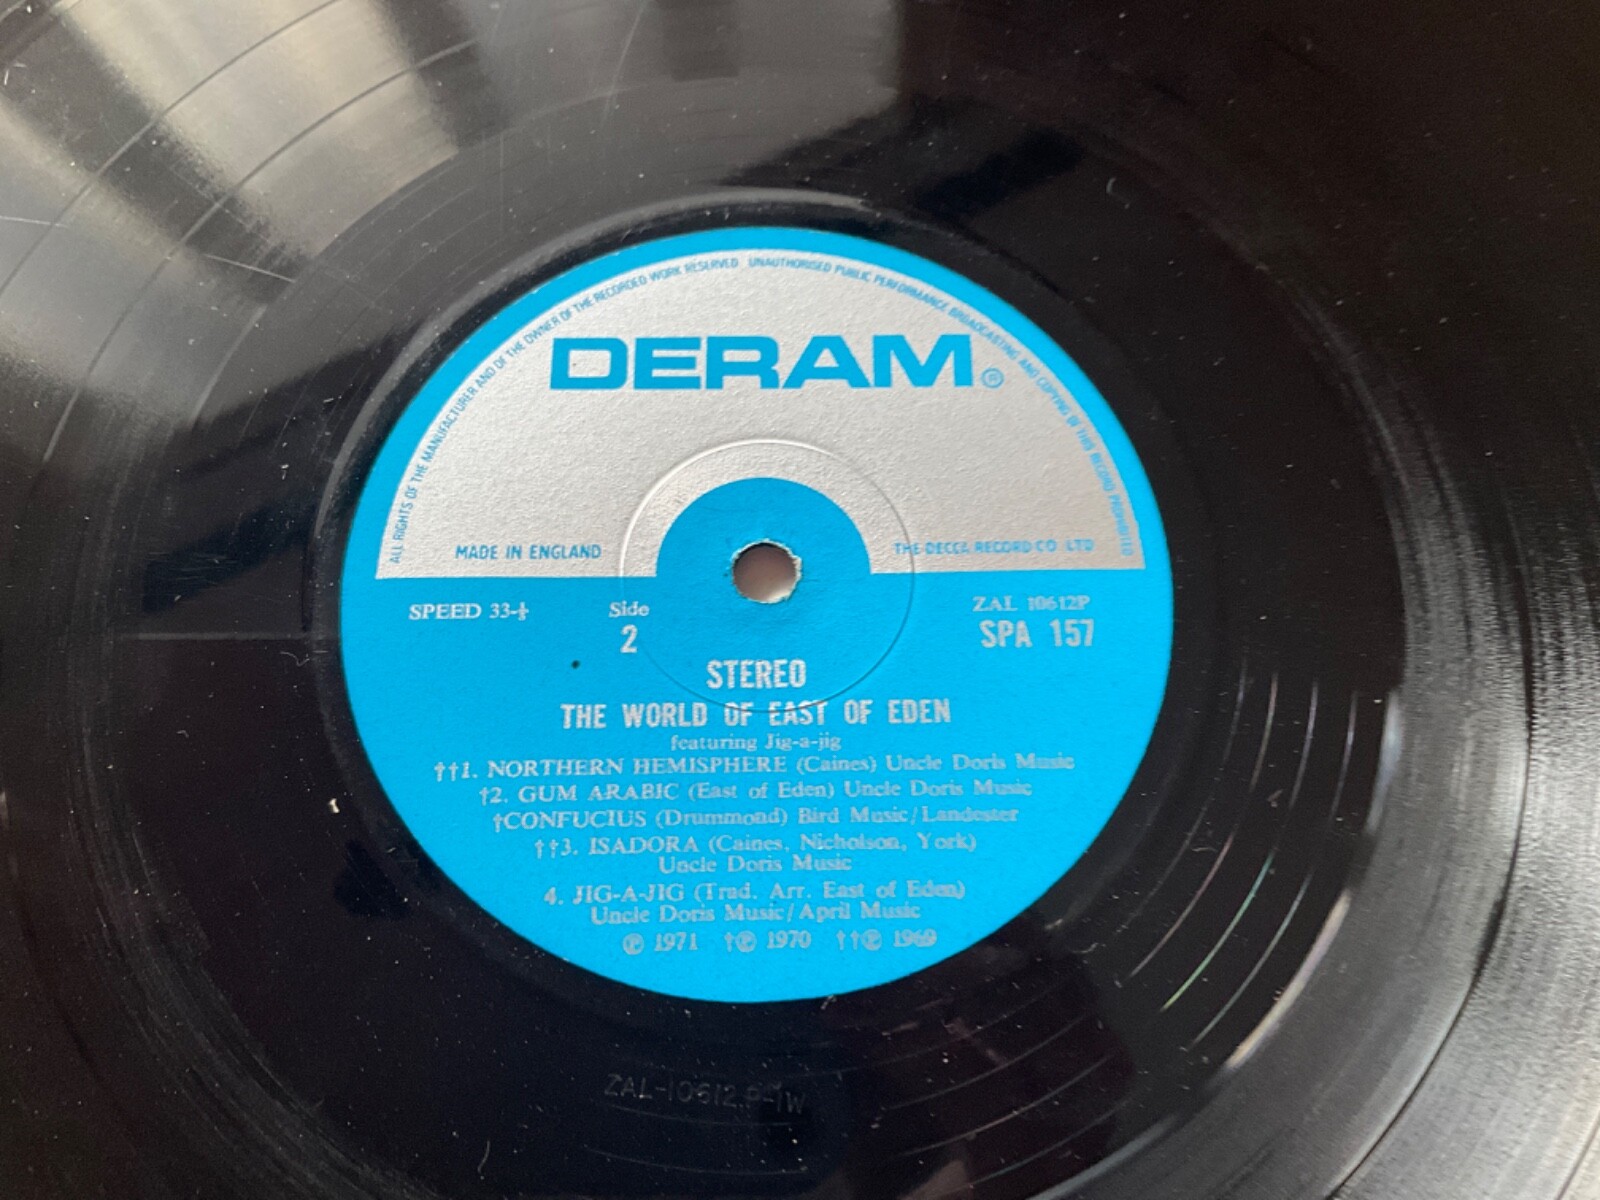 ALL RIGHTS OF THE MANUFACTURER AND OF THE OWNER OF THE RECORDED WORK RESERVED UNAUTHORISED PUBLIC PERFORMANCE BROADCASTING AND COPYING OF THIS RECORD PROHIBITED
DERAM®
MADE IN ENGLAND
THE DECCA RECORD CO LTD
SPEED 33-⅓
Side
2
ZAL 10612P
SPA 157
STEREO
THE WORLD OF EAST OF EDEN
featuring Jig-a-jig
††1. NORTHERN HEMISPHERE (Caines) Uncle Doris Music
†2. GUM ARABIC (East of Eden) Uncle Doris Music
†CONFUCIUS (Drummond) Bird Music/Landester
††3. ISADORA (Caines, Nicholson, York)
Uncle Doris Music
4. JIG-A-JIG (Trad. Arr. East of Eden)
Uncle Doris Music/April Music
℗ 1971 †℗ 1970 ††℗ 1969
ZAL-10612.P-1W